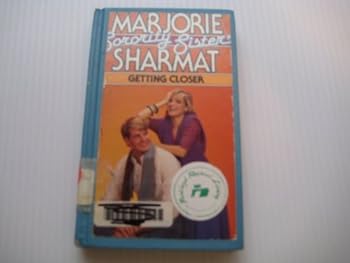 MARJORIE
Sorority Sisters
SHARMAT
GETTING CLOSER